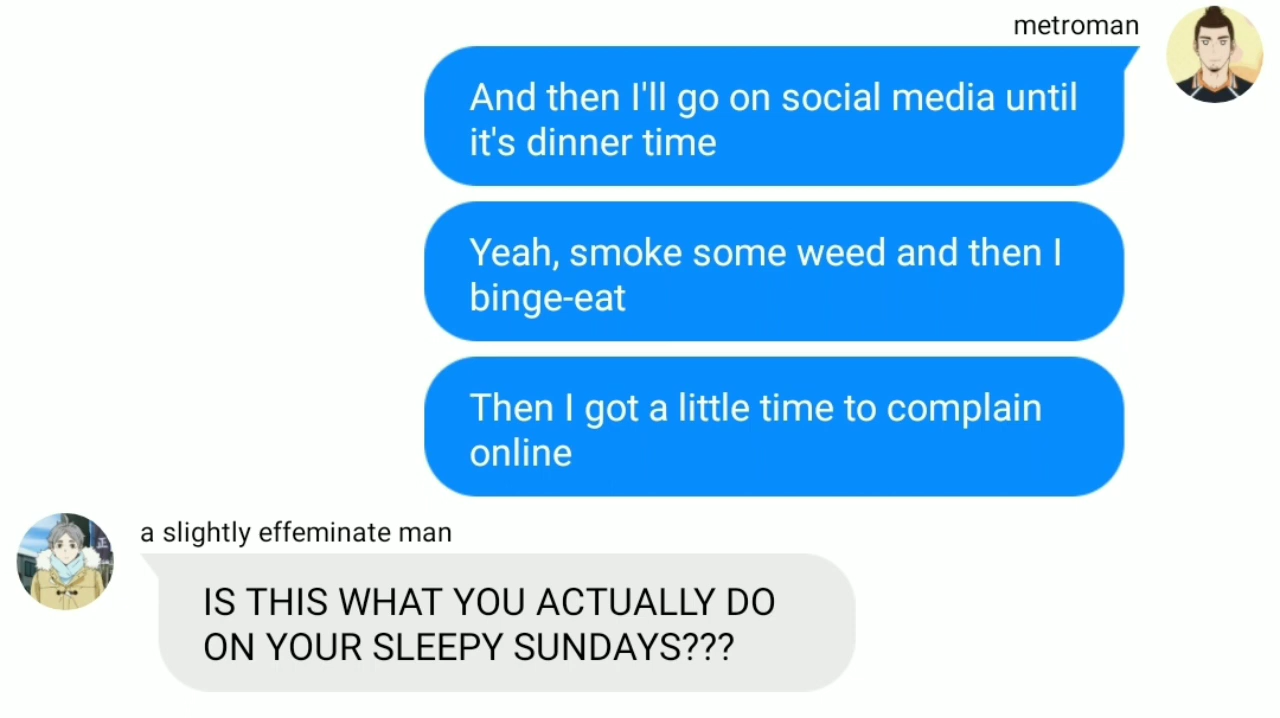 metroman
And then I'll go on social media until
it's dinner time
Yeah, smoke some weed and then I
binge-eat
Then I got a little time to complain
online
a slightly effeminate man
IS THIS WHAT YOU ACTUALLY DO
ON YOUR SLEEPY SUNDAYS???